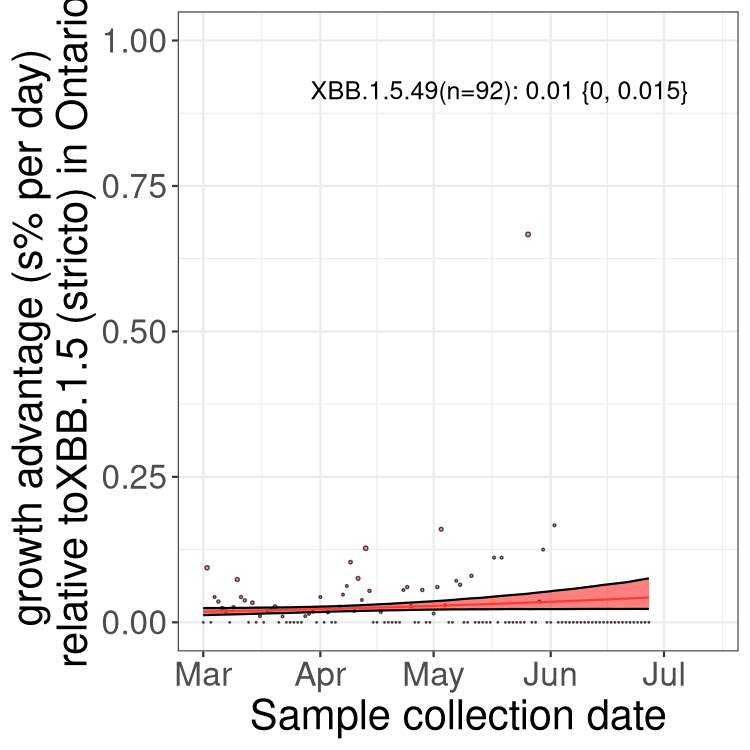 growth advantage (s% per day)
relative toXBB.1.5 (stricto) in Ontario
1.00
0.75
0.50
0.25
0.00
XBB.1.5.49(n=92): 0.01 {0, 0.015}
Mar Apr May Jun Jul
Sample collection date